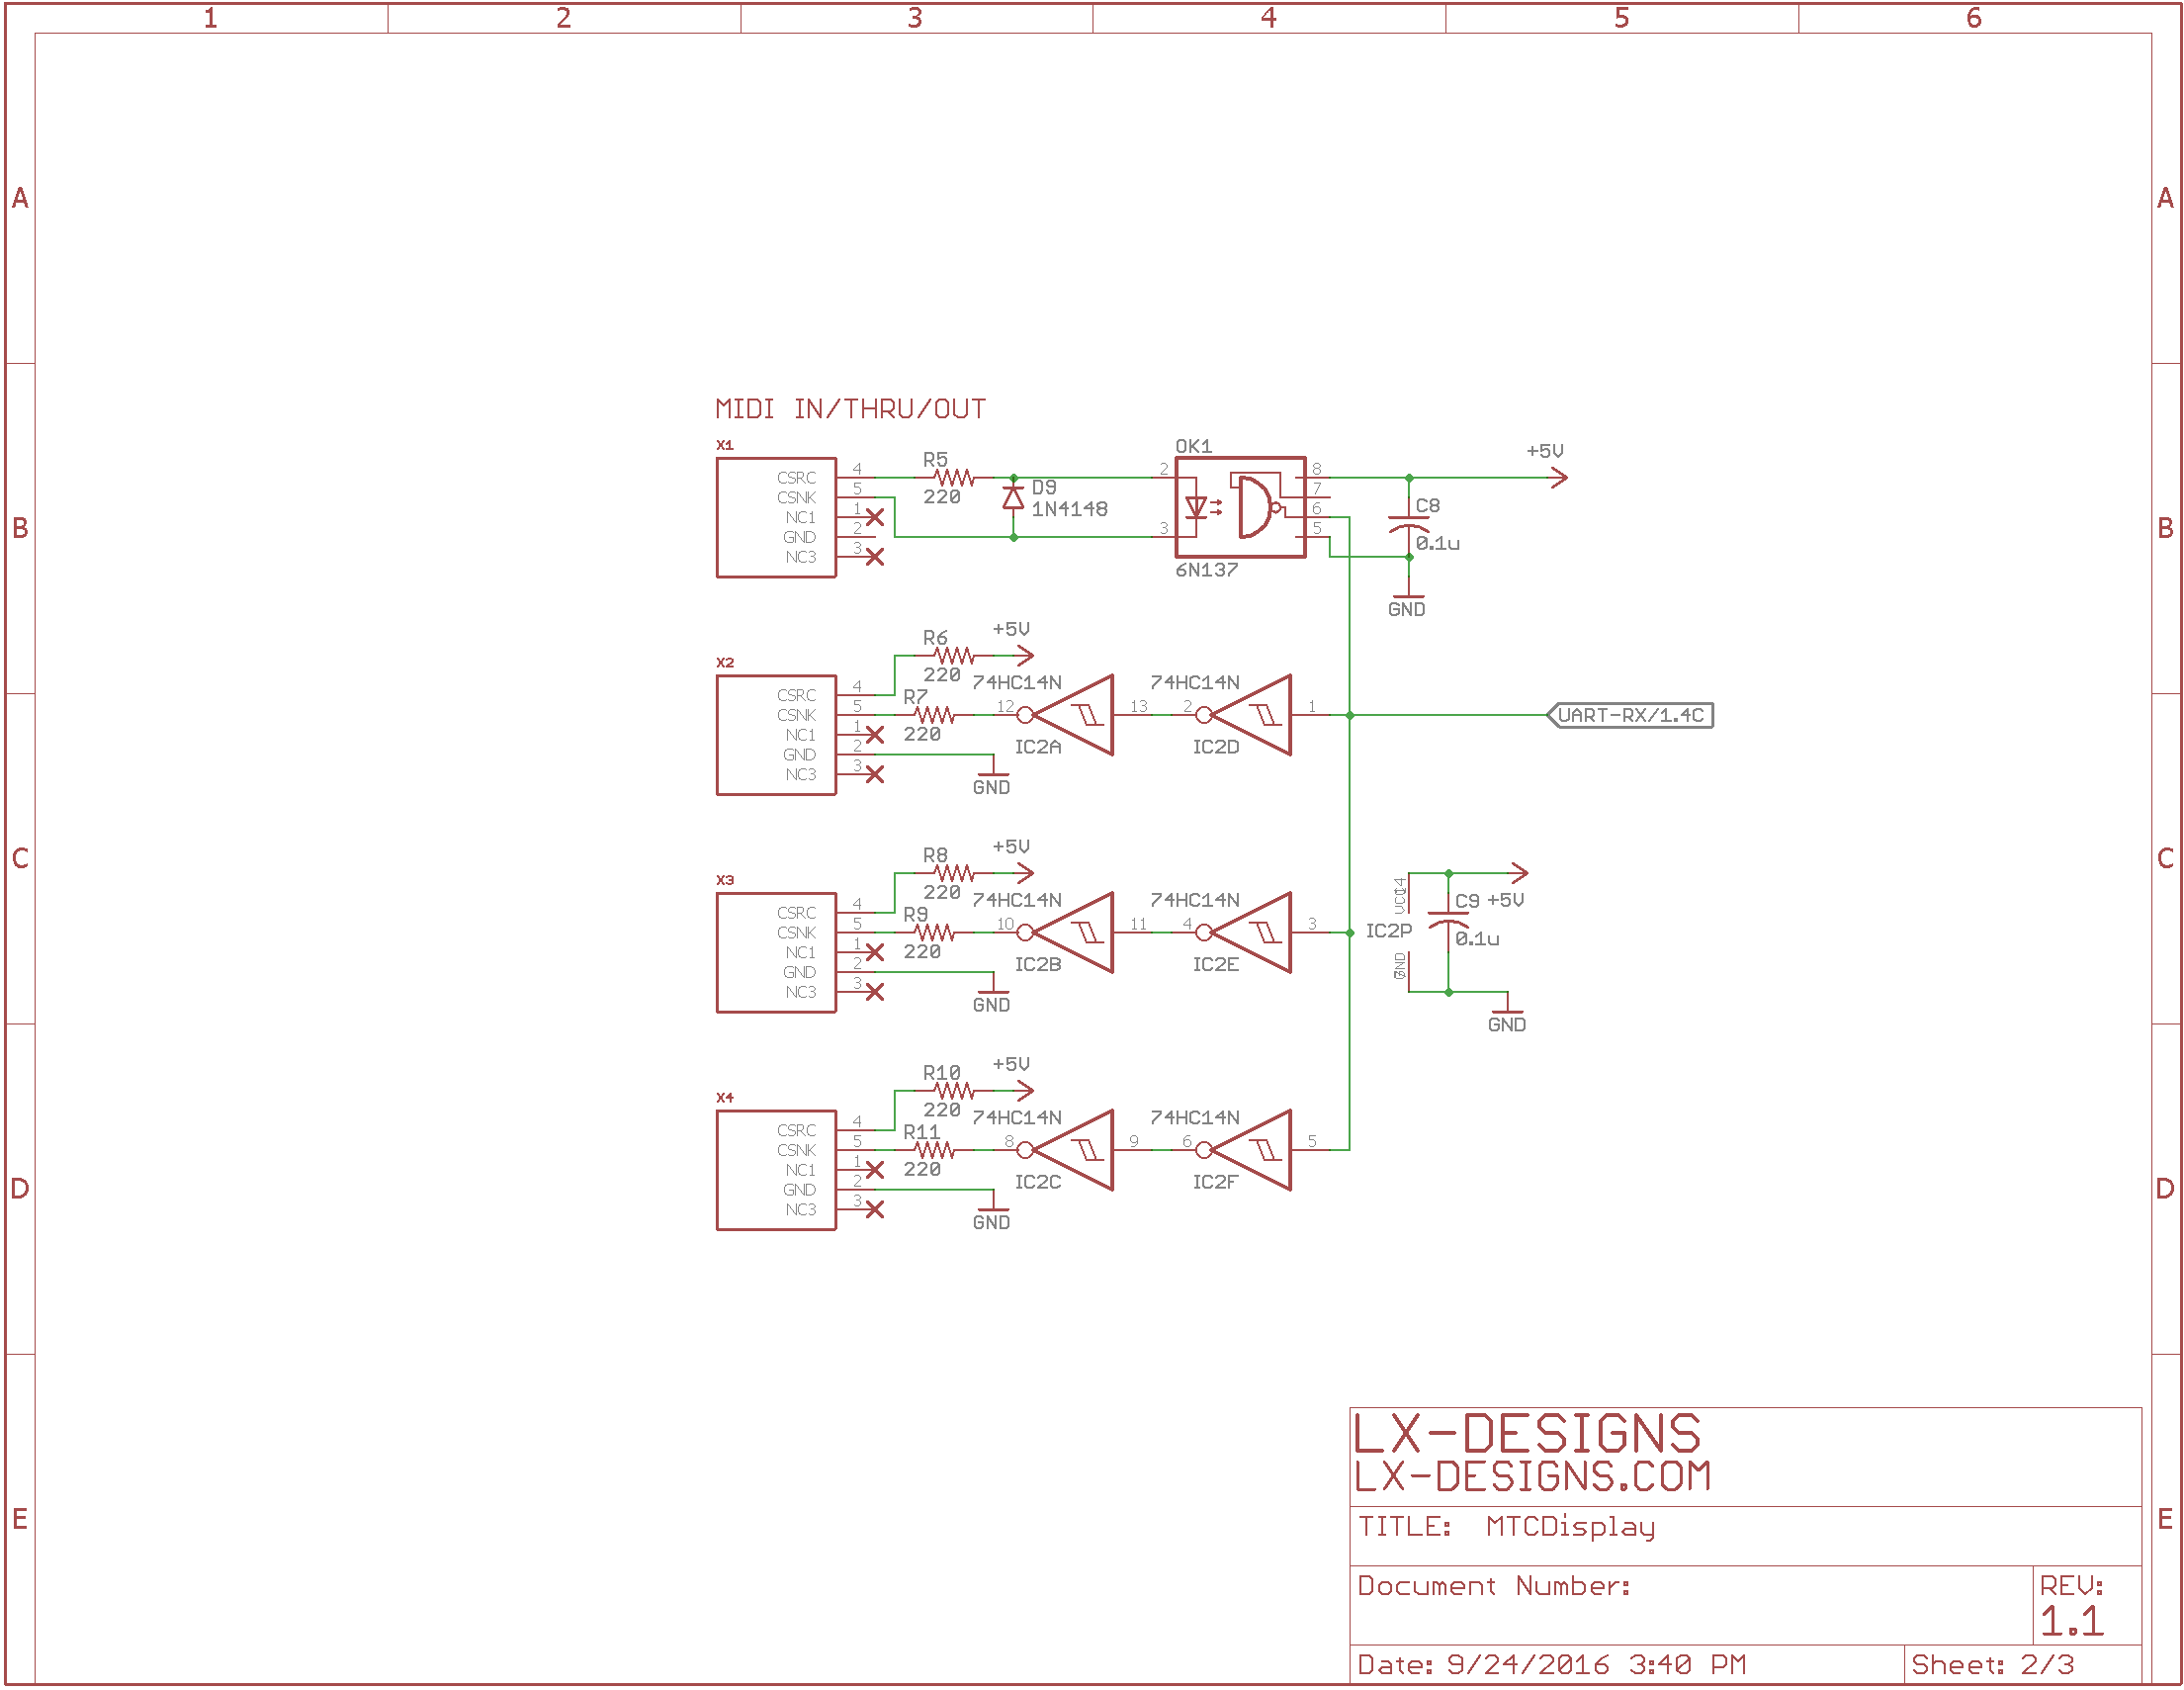 1 2 3 4 5 6
A A
MIDI IN/THRU/OUT
X1
CSRC 4
CSNK 5
NC1 1
GND 2
NC3 3
R5
220
D9
1N4148
OK1
2 8
7
6
3 5
6N137
+5V
C8
0.1u
GND
B B
X2
CSRC 4
CSNK 5
NC1 1
GND 2
NC3 3
R6
220
+5V
R7
220
74HC14N
12 13
IC2A
74HC14N
2 1
IC2D
GND
UART-RX/1.4C
X3
CSRC 4
CSNK 5
NC1 1
GND 2
NC3 3
R8
220
+5V
R9
220
74HC14N
10 11
IC2B
74HC14N
4 3
IC2E
GND
IC2P
GND
C9 +5V
0.1u
GND
C C
X4
CSRC 4
CSNK 5
NC1 1
GND 2
NC3 3
R10
220
+5V
R11
220
74HC14N
8 9
IC2C
74HC14N
6 5
IC2F
GND
D D
E E
LX-DESIGNS
LX-DESIGNS.COM
TITLE: MTCDisplay
Document Number:
REV:
1.1
Date: 9/24/2016 3:40 PM
Sheet: 2/3